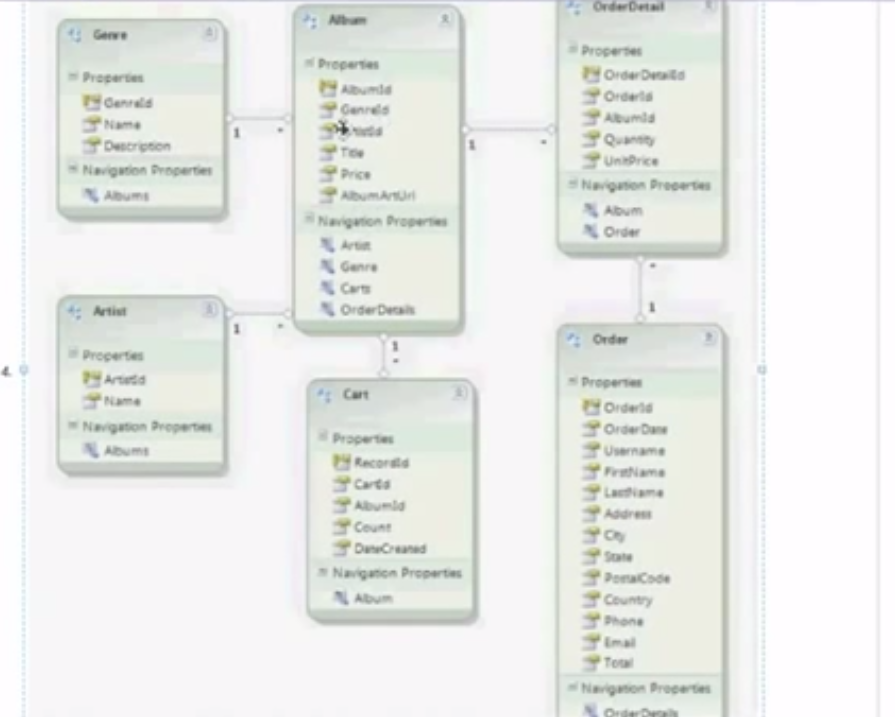 Genre
Properties
GenreId
Name
Description
Navigation Properties
Albums
1
*
Album
Properties
AlbumId
GenreId
ArtistId
Title
Price
AlbumArtUrl
Navigation Properties
Artist
Genre
Carts
OrderDetails
1
*
OrderDetail
Properties
OrderDetailId
OrderId
AlbumId
Quantity
UnitPrice
Navigation Properties
Album
Order
*
1
4.
Artist
Properties
ArtistId
Name
Navigation Properties
Albums
1
*
1
*
Cart
Properties
RecordId
CartId
AlbumId
Count
DateCreated
Navigation Properties
Album
Order
Properties
OrderId
OrderDate
Username
FirstName
LastName
Address
City
State
PostalCode
Country
Phone
Email
Total
Navigation Properties
OrderDetails